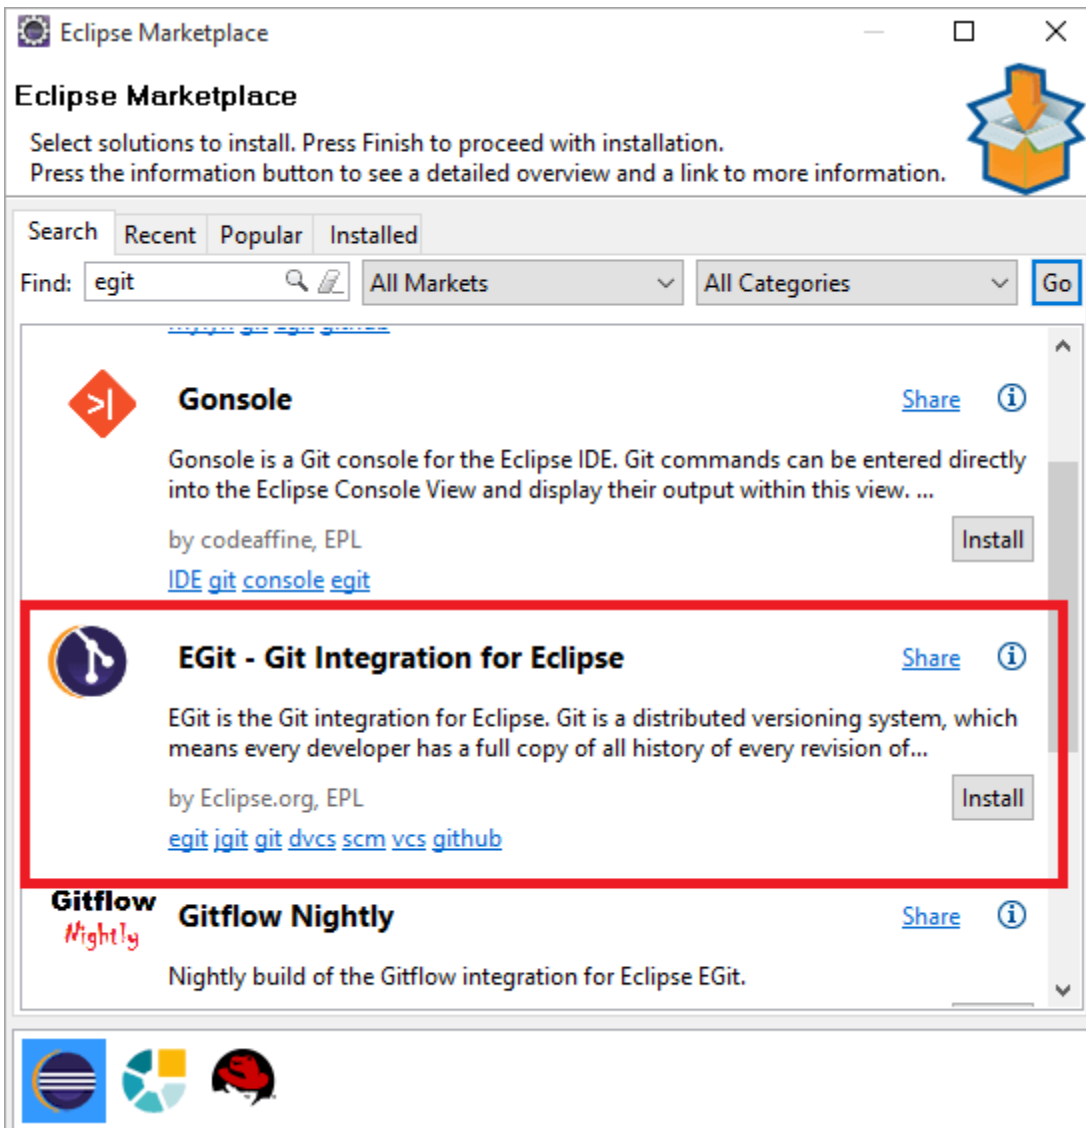 Eclipse Marketplace
Eclipse Marketplace
Select solutions to install. Press Finish to proceed with installation.
Press the information button to see a detailed overview and a link to more information.
Search Recent Popular Installed
Find: egit All Markets All Categories Go
Gonsole Share
Gonsole is a Git console for the Eclipse IDE. Git commands can be entered directly
into the Eclipse Console View and display their output within this view. ...
by codeaffine, EPL Install
IDE git console egit
EGit - Git Integration for Eclipse Share
EGit is the Git integration for Eclipse. Git is a distributed versioning system, which
means every developer has a full copy of all history of every revision of...
by Eclipse.org, EPL Install
egit jgit git dvcs scm vcs github
Gitflow
Nightly
Gitflow Nightly Share
Nightly build of the Gitflow integration for Eclipse EGit.